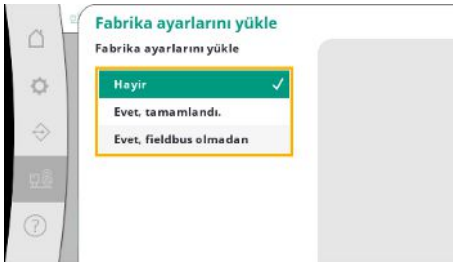 Fabrika ayarlarını yükle
Fabrika ayarlarını yükle
Hayir
Evet, tamamlandı.
Evet, fieldbus olmadan
?